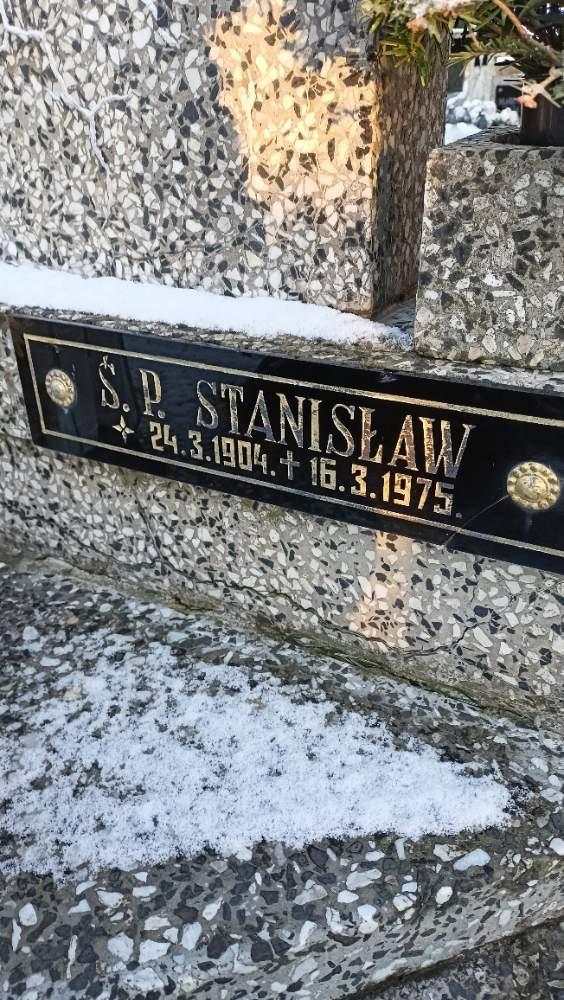 Ś. P. STANISŁAW
24.3.1904. + 16.3.1975.